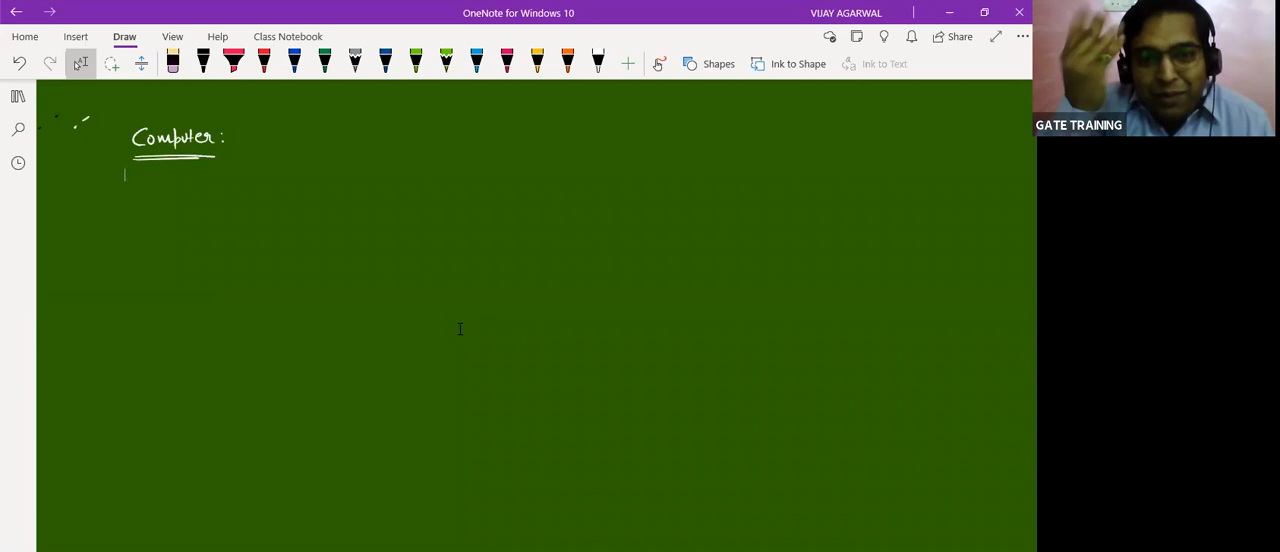 OneNote for Windows 10
VIJAY AGARWAL
Home Insert Draw View Help Class Notebook
Share
Shapes Ink to Shape Ink to Text
GATE TRAINING
Computer :